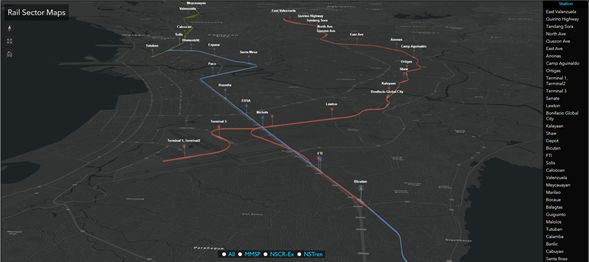 Rail Sector Maps
Meycauayan
Valenzuela
East Valenzuela
Quirino Highway
Tandang Sora
Caloocan
North Ave
Quezon Ave
Solis
East Ave
Anonas
Tutuban
Blumentritt
Espana
Santa Mesa
Camp Aguinaldo
Paco
Ortigas
Shaw
Buendia
Kalayaan
Bonifacio Global City
EDSA
Nichols
Lawton
Terminal 3
Terminal 1, Terminal2
FTI
Bicutan
Parañaque
All
MMSP
NSCR-Ex
NSTren
Station
East Valenzuela
Quirino Highway
Tandang Sora
North Ave
Quezon Ave
East Ave
Anonas
Camp Aguinaldo
Ortigas
Terminal 1,
Terminal2
Terminal 3
Senate
Lawton
Bonifacio Global
City
Kalayaan
Shaw
Depot
Bicutan
FTI
Solis
Caloocan
Valenzuela
Meycauayan
Marilao
Bocaue
Balagtas
Guiguinto
Malolos
Tutuban
Calamba
Banlic
Cabuyao
Santa Rosa